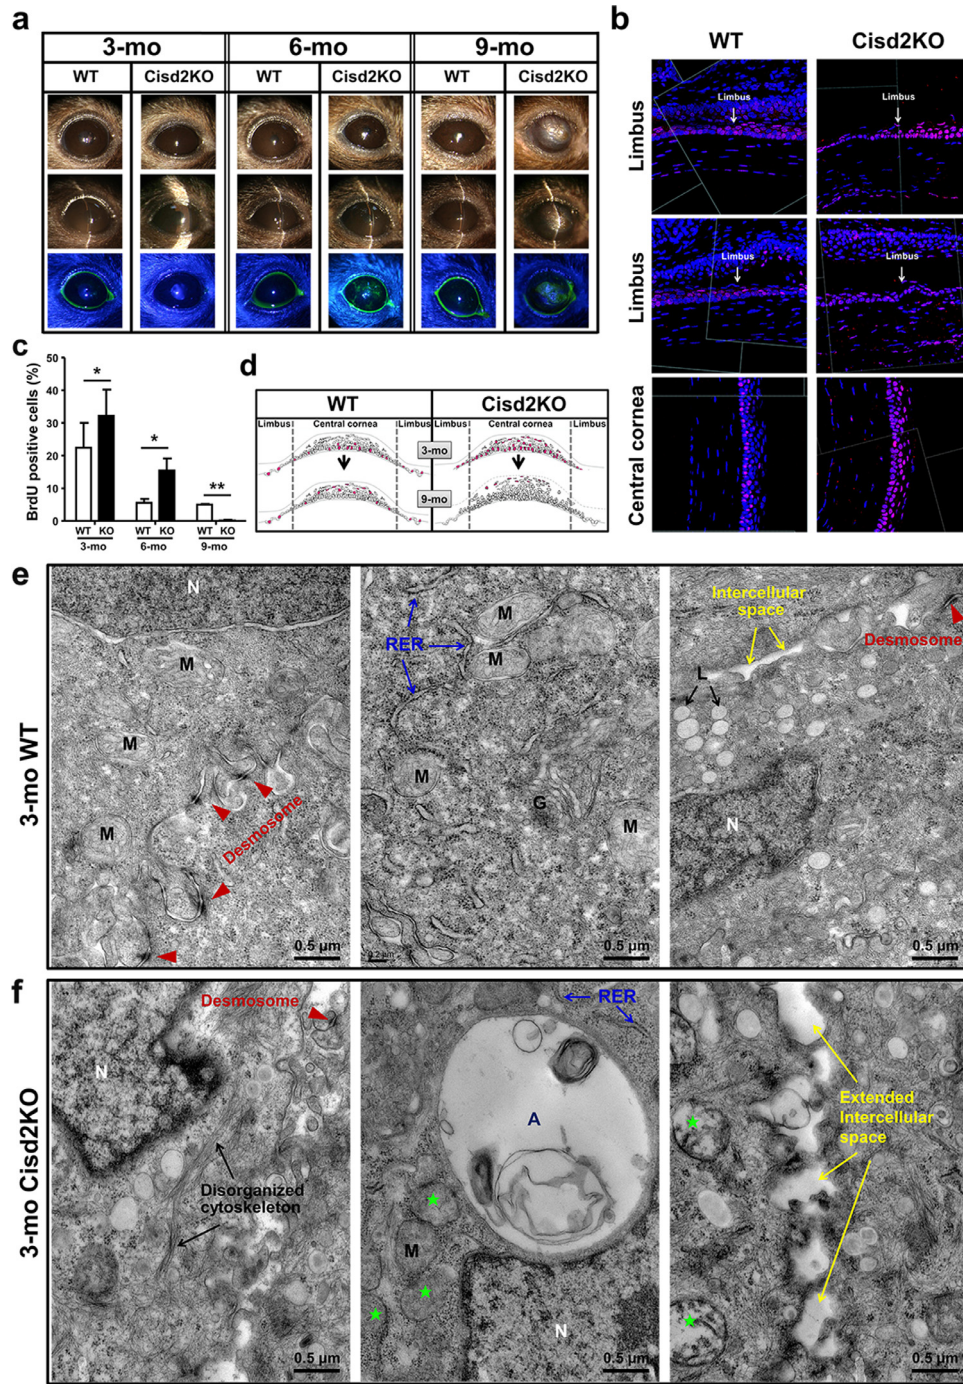 a
3-mo 6-mo 9-mo
WT Cisd2KO WT Cisd2KO WT Cisd2KO
b
WT Cisd2KO
Limbus
Limbus
Limbus
Limbus
Limbus
Limbus
Central cornea
c
BrdU positive cells (%)
50
40
30
20
10
0
* * **
WT KO WT KO WT KO
3-mo 6-mo 9-mo
d
WT Cisd2KO
Limbus Central cornea Limbus Limbus Central cornea Limbus
3-mo
9-mo
e
3-mo WT
N
M
M
M
Desmosome
0.5 µm
RER
M
M
M
G
M
0.2 µm
0.5 µm
Intercellular
space
Desmosome
L
N
0.5 µm
f
3-mo Cisd2KO
Desmosome
N
Disorganized
cytoskeleton
0.5 µm
RER
A
M
N
0.5 µm
Extended
Intercellular
space
0.5 µm